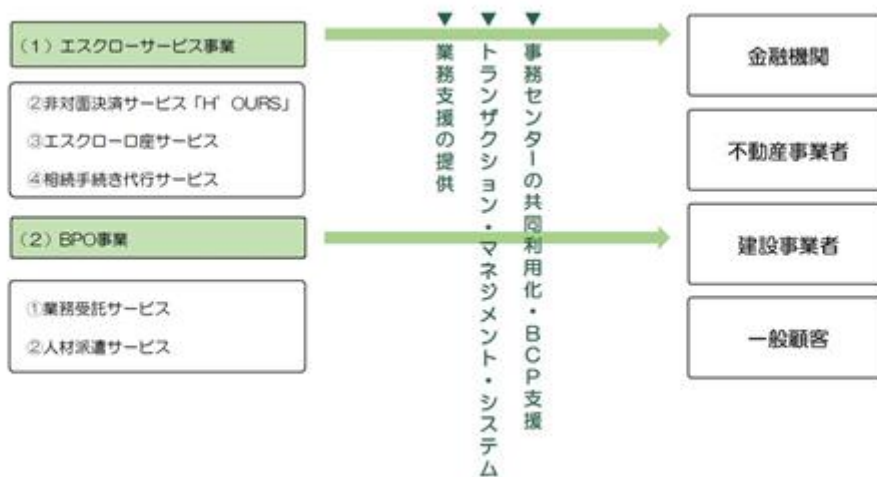 (1)エスクローサービス事業
②非対面決済サービス「H' OURS」
③エスクロー口座サービス
④相続手続き代行サービス
(2)BPO事業
①業務受託サービス
②人材派遣サービス
▼事務センターの共同利用化・BCP支援
▼トランザクション・マネジメント・システム
▼業務支援の提供
金融機関
不動産事業者
建設事業者
一般顧客